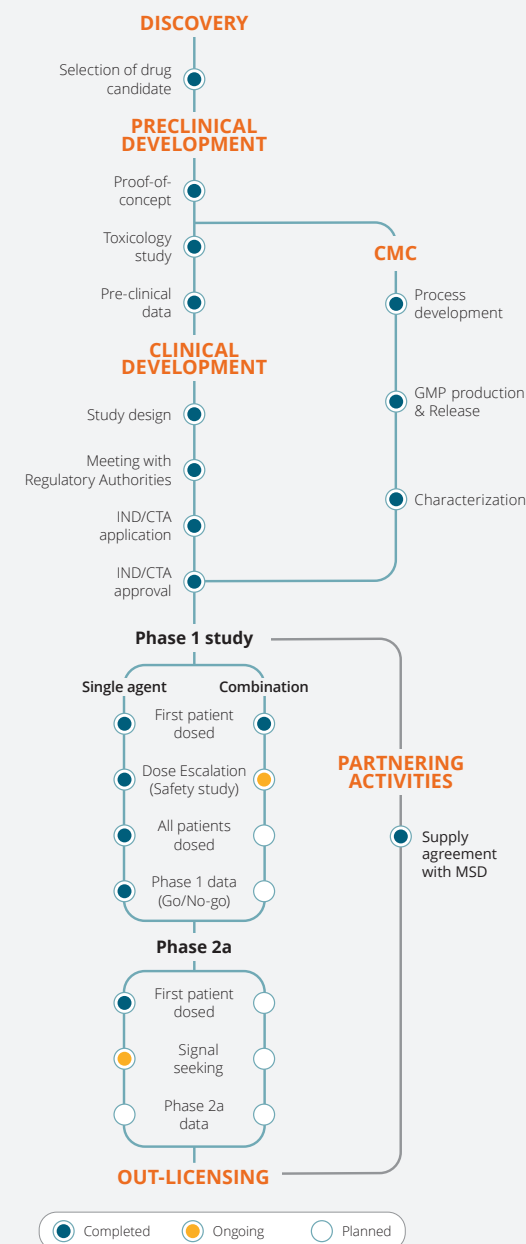 DISCOVERY
Selection of drug
candidate
PRECLINICAL
DEVELOPMENT
Proof-of-
concept
Toxicology
study
Pre-clinical
data
CMC
Process
development
GMP production
& Release
Characterization
CLINICAL
DEVELOPMENT
Study design
Meeting with
Regulatory Authorities
IND/CTA
application
IND/CTA
approval
Phase 1 study
Single agent
Combination
First patient
dosed
Dose Escalation
(Safety study)
All patients
dosed
Phase 1 data
(Go/No-go)
PARTNERING
ACTIVITIES
Supply
agreement
with MSD
Phase 2a
First patient
dosed
Signal
seeking
Phase 2a
data
OUT-LICENSING
Completed
Ongoing
Planned